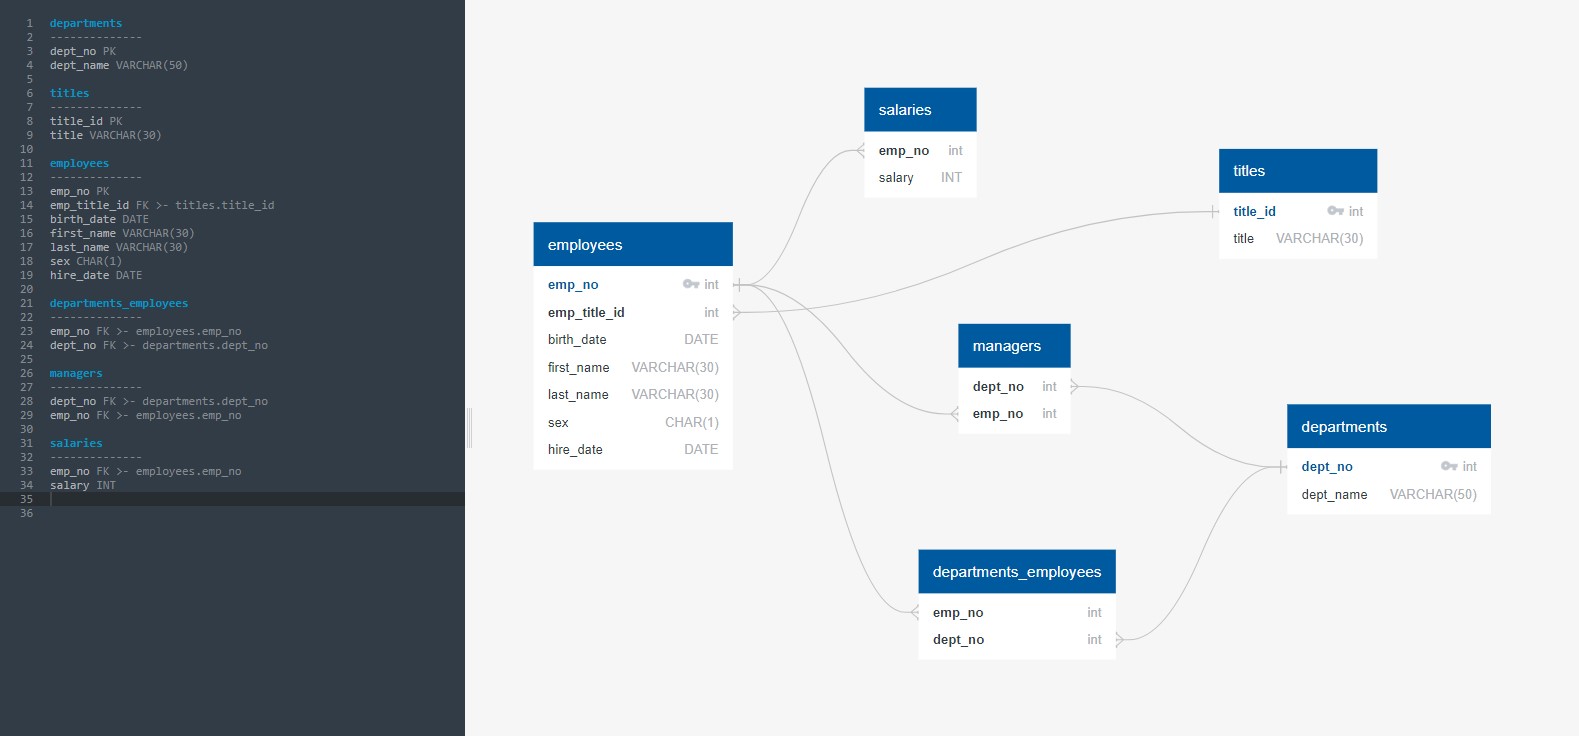 1 departments
2 --------------
3 dept_no PK
4 dept_name VARCHAR(50)
5
6 titles
7 --------------
8 title_id PK
9 title VARCHAR(30)
10
11 employees
12 --------------
13 emp_no PK
14 emp_title_id FK >- titles.title_id
15 birth_date DATE
16 first_name VARCHAR(30)
17 last_name VARCHAR(30)
18 sex CHAR(1)
19 hire_date DATE
20
21 departments_employees
22 --------------
23 emp_no FK >- employees.emp_no
24 dept_no FK >- departments.dept_no
25
26 managers
27 --------------
28 dept_no FK >- departments.dept_no
29 emp_no FK >- employees.emp_no
30
31 salaries
32 --------------
33 emp_no FK >- employees.emp_no
34 salary INT
35
36
salaries
emp_no int
salary INT
titles
title_id int
title VARCHAR(30)
employees
emp_no int
emp_title_id int
birth_date DATE
first_name VARCHAR(30)
last_name VARCHAR(30)
sex CHAR(1)
hire_date DATE
managers
dept_no int
emp_no int
departments
dept_no int
dept_name VARCHAR(50)
departments_employees
emp_no int
dept_no int